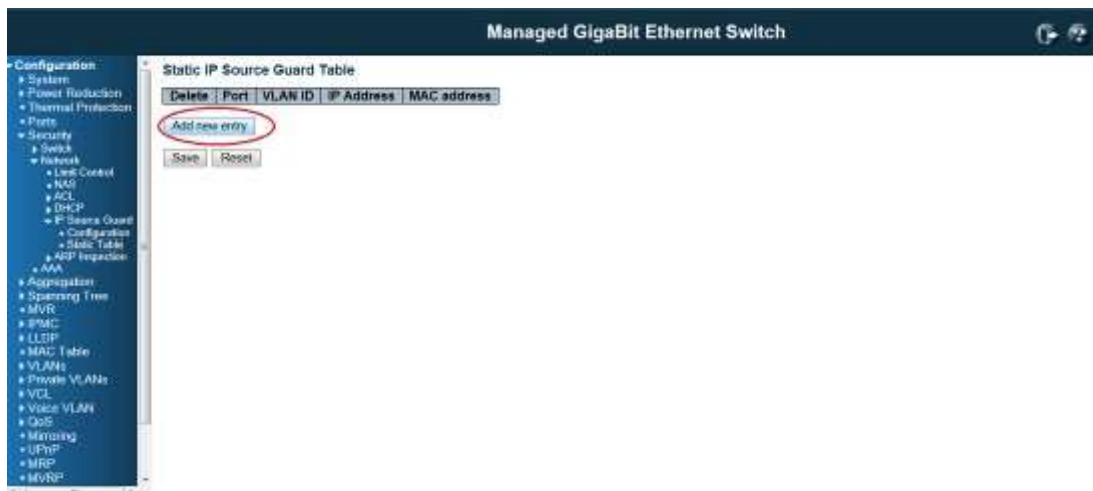 Managed GigaBit Ethernet Switch
Configuration
System
Power Reduction
Thermal Protection
Ports
Security
Switch
Network
Limit Control
NAS
ACL
DHCP
IP Source Guard
Configuration
Static Table
ARP Inspection
AAA
Aggregation
Spanning Tree
MVR
IPMC
LLDP
MAC Table
VLANs
Private VLANs
VCL
Voice VLAN
QoS
Mirroring
UPnP
MRP
MVRP
Static IP Source Guard Table
Delete Port VLAN ID IP Address MAC address
Add new entry
Save Reset